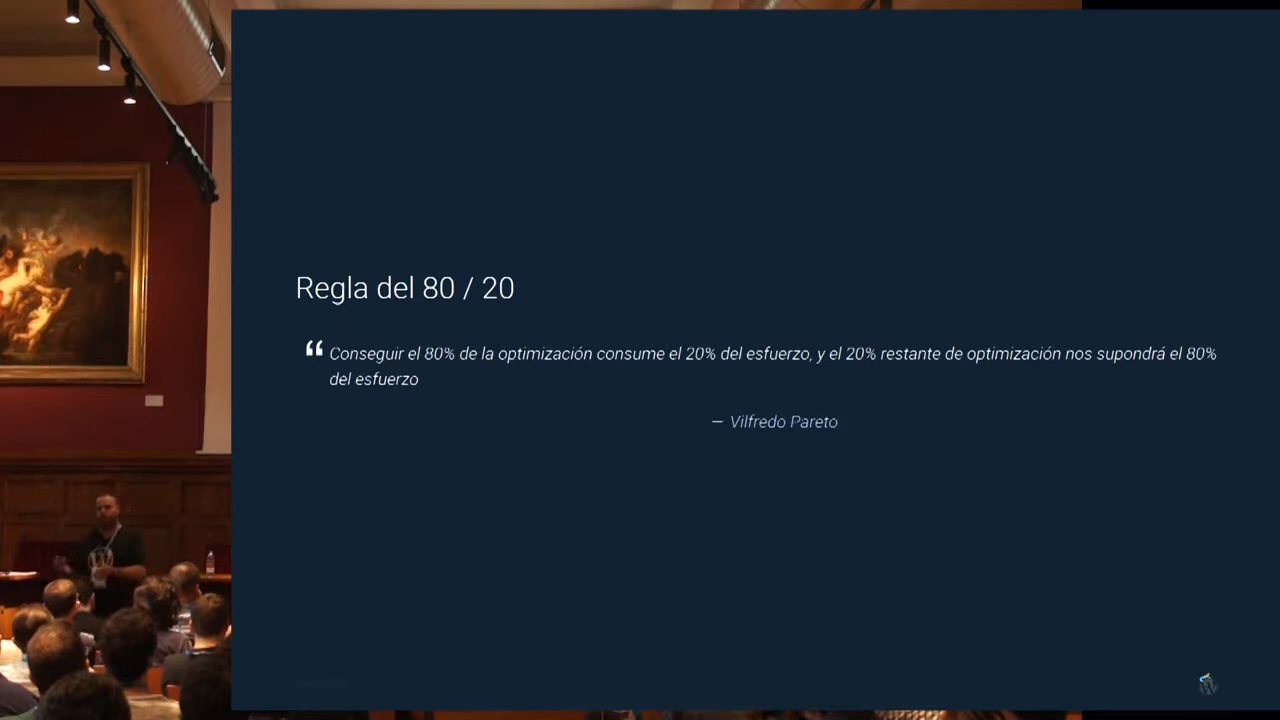 Regla del 80 / 20
“ Conseguir el 80% de la optimización consume el 20% del esfuerzo, y el 20% restante de optimización nos supondrá el 80%
del esfuerzo
— Vilfredo Pareto